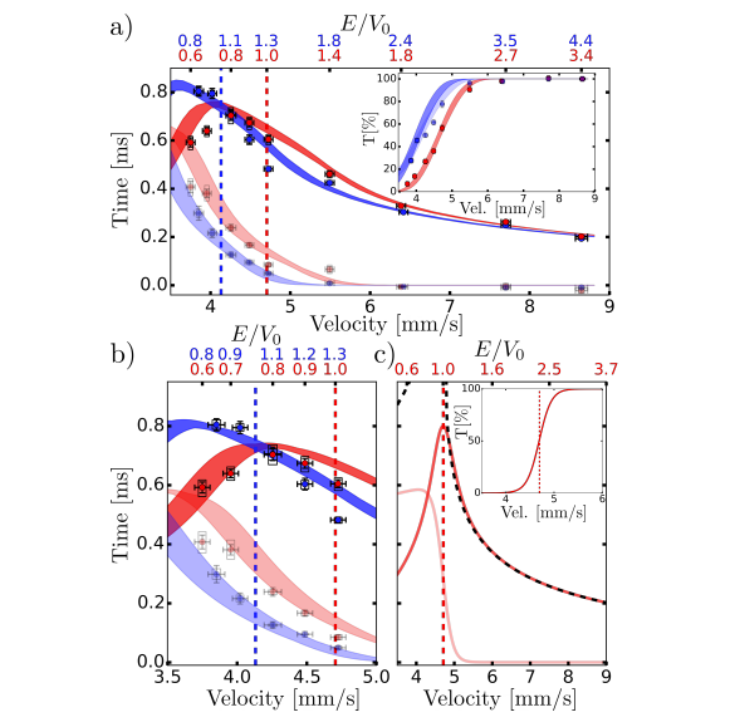 a)
E/V₀
0.8 1.1 1.3 1.8 2.4 3.5 4.4
0.6 0.8 1.0 1.4 1.8 2.7 3.4
Time [ms]
0.8
0.6
0.4
0.2
0.0
4 5 6 7 8 9
Velocity [mm/s]
T[%]
100
80
60
40
20
0
4 5 6 7 8 9
Vel. [mm/s]
b)
E/V₀
0.8 0.9 1.1 1.2 1.3
0.6 0.7 0.8 0.9 1.0
Time [ms]
0.8
0.6
0.4
0.2
0.0
3.5 4.0 4.5 5.0
Velocity [mm/s]
c)
E/V₀
0.6 1.0 1.6 2.5 3.7
T[%]
100
50
0
4 5 6
Vel. [mm/s]
4 5 6 7 8 9
Velocity [mm/s]